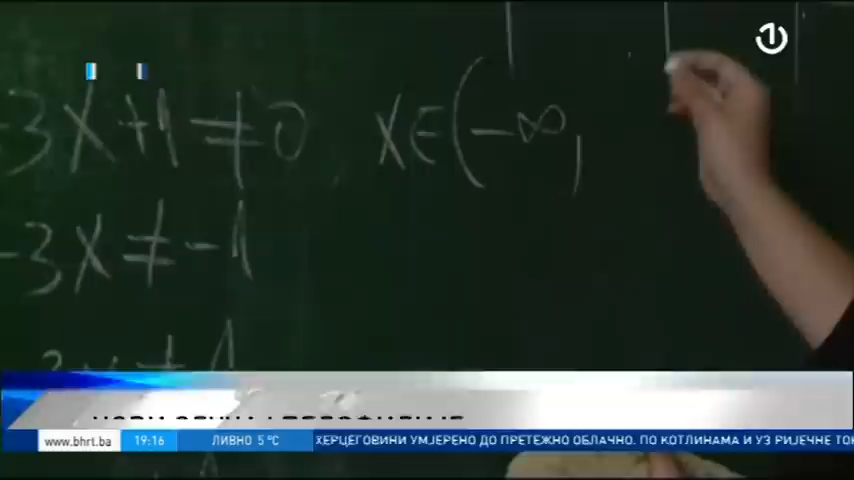 -3x+1≠0 x∈(-∞,
-3x≠-1
www.bhrt.ba 19:16 ЛИВНО 5°C ХЕРЦЕГОВИНИ УМЈЕРЕНО ДО ПРЕТЕЖНО ОБЛАЧНО. ПО КОТЛИНАМА И УЗ РИЈЕЧНЕ